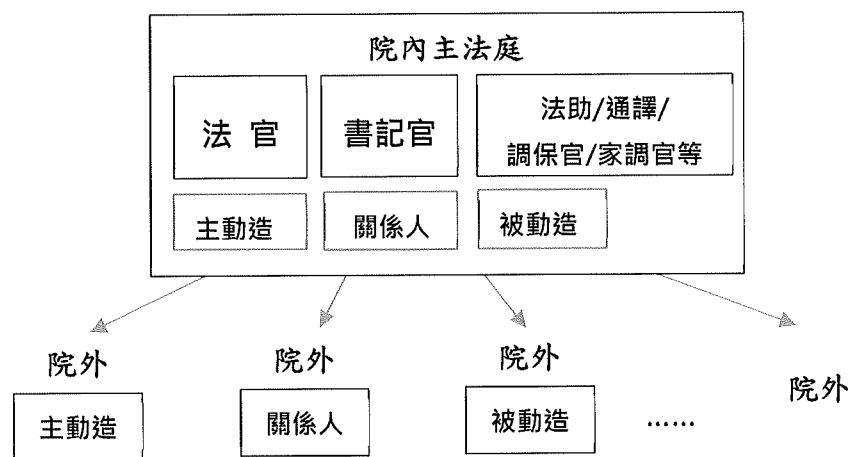 院內主法庭
法 官
書記官
法助/通譯/
調保官/家調官等
主動造
關係人
被動造
院外
院外
院外
院外
主動造
關係人
被動造
……